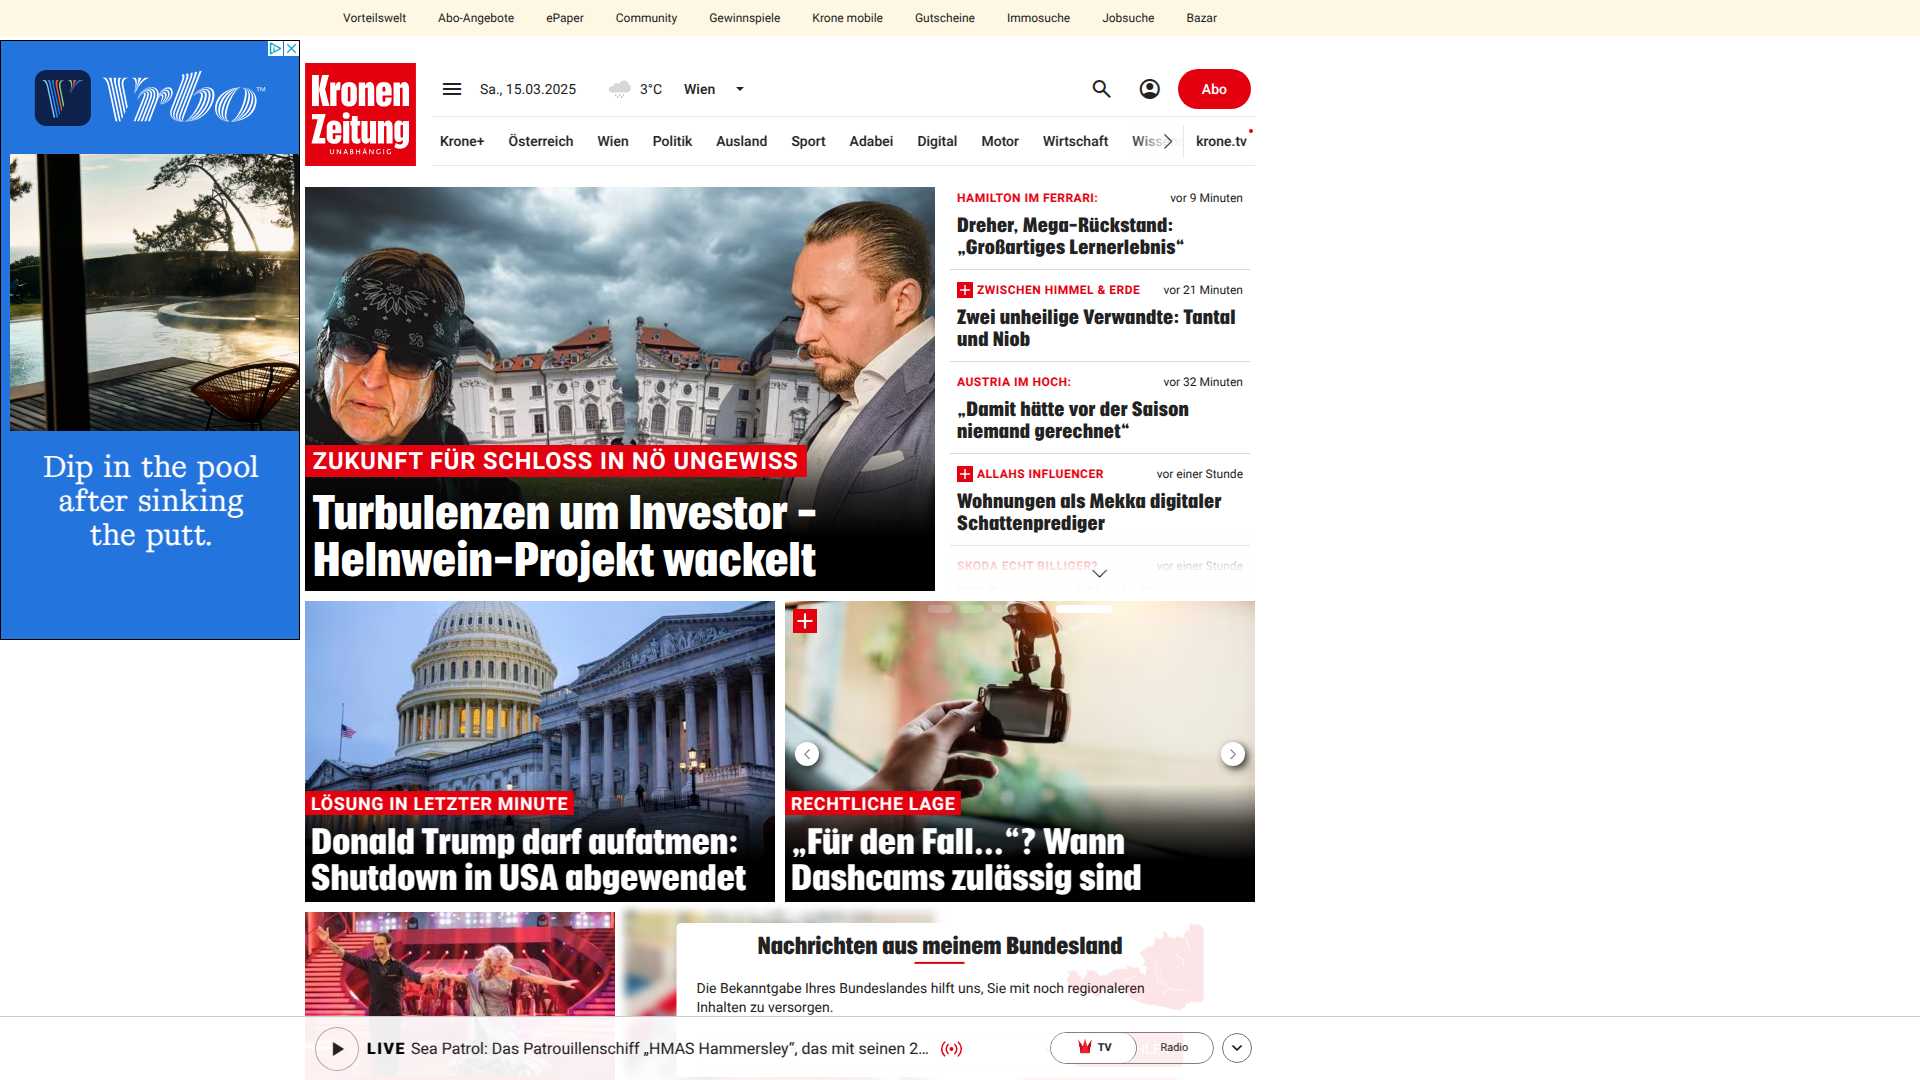 Vorteilswelt Abo-Angebote ePaper Community Gewinnspiele Krone mobile Gutscheine Immosuche Jobsuche Bazar
Vrbo™
Dip in the pool
after sinking
the putt.
Kronen
Zeitung
UNABHÄNGIG
Sa., 15.03.2025 3°C Wien
Abo
Krone+ Österreich Wien Politik Ausland Sport Adabei Digital Motor Wirtschaft krone.tv
ZUKUNFT FÜR SCHLOSS IN NÖ UNGEWISS
Turbulenzen um Investor –
Helnwein-Projekt wackelt
HAMILTON IM FERRARI: vor 9 Minuten
Dreher, Mega-Rückstand:
„Großartiges Lernerlebnis“
ZWISCHEN HIMMEL & ERDE vor 21 Minuten
Zwei unheilige Verwandte: Tantal
und Niob
AUSTRIA IM HOCH: vor 32 Minuten
„Damit hätte vor der Saison
niemand gerechnet“
ALLAHS INFLUENCER vor einer Stunde
Wohnungen als Mekka digitaler
Schattenprediger
SKODA ECHT BILLIGER? vor einer Stunde
LÖSUNG IN LETZTER MINUTE
Donald Trump darf aufatmen:
Shutdown in USA abgewendet
RECHTLICHE LAGE
„Für den Fall...“? Wann
Dashcams zulässig sind
Nachrichten aus meinem Bundesland
Die Bekanntgabe Ihres Bundeslandes hilft uns, Sie mit noch regionaleren
Inhalten zu versorgen.
LIVE Sea Patrol: Das Patrouillenschiff „HMAS Hammersley“, das mit seinen 2...
TV Radio